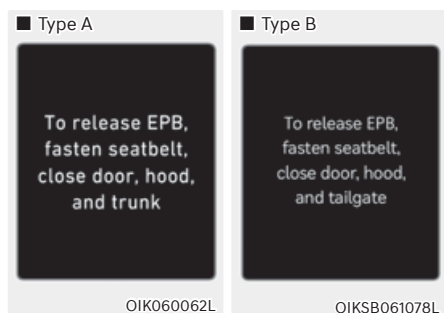 ■ Type A
To release EPB,
fasten seatbelt,
close door, hood,
and trunk
OIK060062L
■ Type B
To release EPB,
fasten seatbelt,
close door, hood,
and tailgate
OIKSB061078L